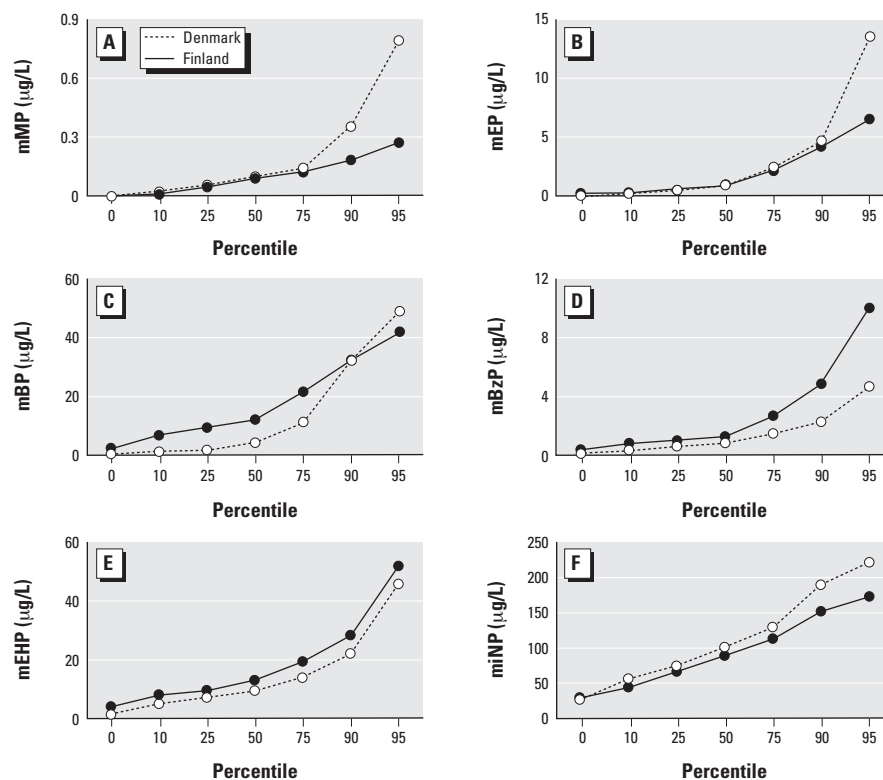 A
Denmark
Finland
mMP (µg/L)
0.9
0.6
0.3
0
0 10 25 50 75 90 95
Percentile
B
mEP (µg/L)
15
10
5
0
0 10 25 50 75 90 95
Percentile
C
mBP (µg/L)
60
40
20
0
0 10 25 50 75 90 95
Percentile
D
mBzP (µg/L)
12
8
4
0
0 10 25 50 75 90 95
Percentile
E
mEHP (µg/L)
60
40
20
0
0 10 25 50 75 90 95
Percentile
F
miNP (µg/L)
250
200
150
100
50
0
0 10 25 50 75 90 95
Percentile